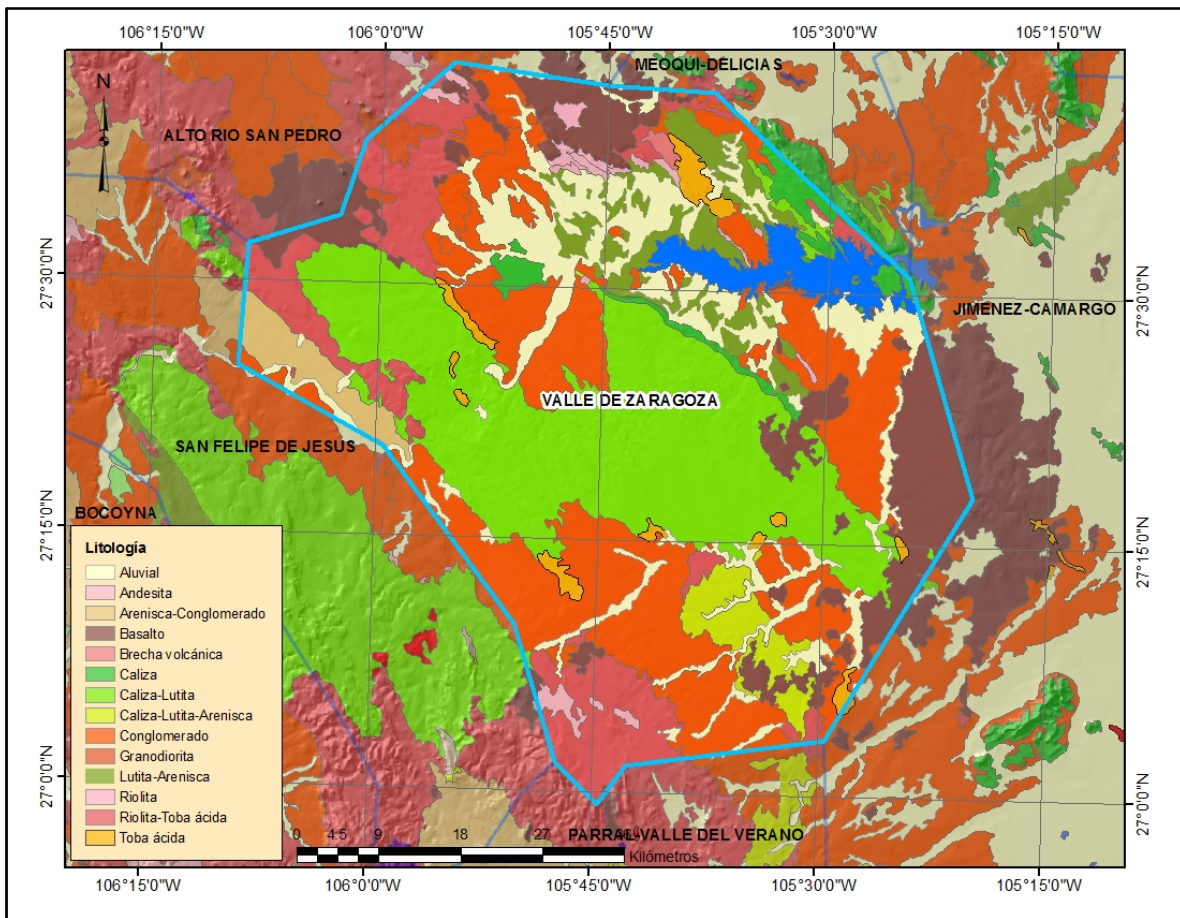 106°15'0"W 106°0'0"W 105°45'0"W 105°30'0"W 105°15'0"W
MEOQUI-DELICIAS
N
ALTO RIO SAN PEDRO
27°30'0"N
27°30'0"N
JIMENEZ-CAMARGO
VALLE DE ZARAGOZA
SAN FELIPE DE JESÚS
BOCOYNA
27°15'0"N
27°15'0"N
Litología
Aluvial
Andesita
Arenisca-Conglomerado
Basalto
Brecha volcánica
Caliza
Caliza-Lutita
Caliza-Lutita-Arenisca
Conglomerado
Granodiorita
Lutita-Arenisca
Riolita
Riolita-Toba ácida
Toba ácida
27°0'0"N
27°0'0"N
PARRAL-VALLE DEL VERANO
0 4.5 9 18 27
Kilómetros
106°15'0"W 106°0'0"W 105°45'0"W 105°30'0"W 105°15'0"W